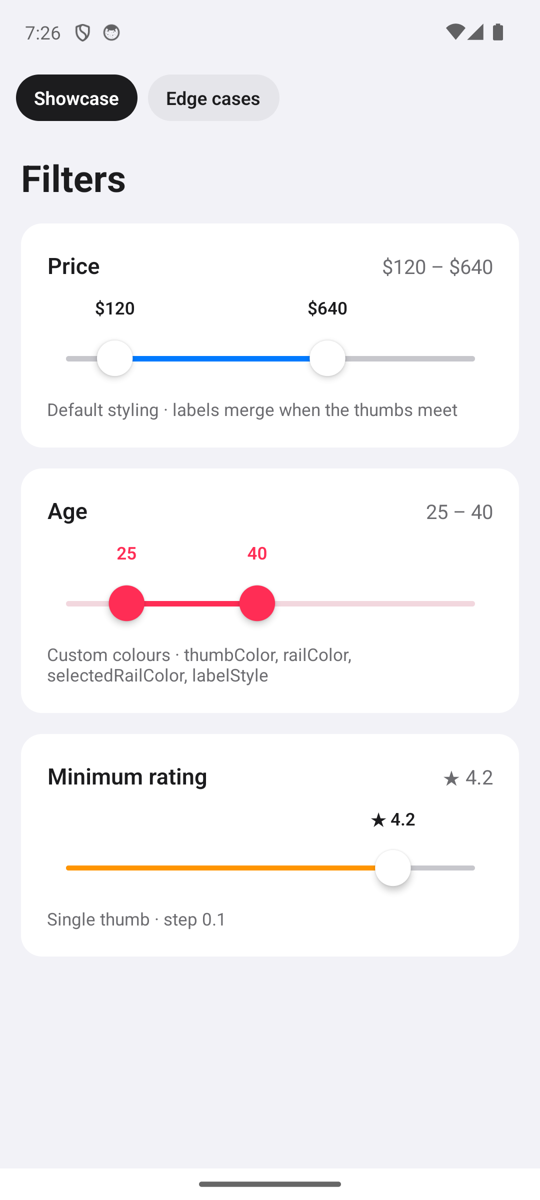 7:26
Showcase
Edge cases
Filters
Price
$120 – $640
$120
$640
Default styling · labels merge when the thumbs meet
Age
25 – 40
25
40
Custom colours · thumbColor, railColor,
selectedRailColor, labelStyle
Minimum rating
★ 4.2
★ 4.2
Single thumb · step 0.1